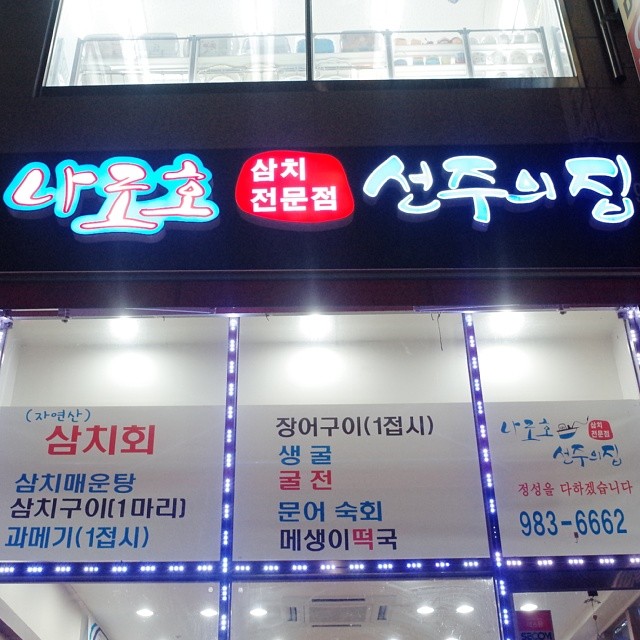 나로호 삼치 전문점 선주의집
(자연산)
삼치회
삼치매운탕
삼치구이(1마리)
과메기(1접시)
장어구이(1접시)
생 굴
굴 전
문어 숙회
메생이떡국
나로호 삼치 전문점
선주의집
정성을 다하겠습니다
983-6662